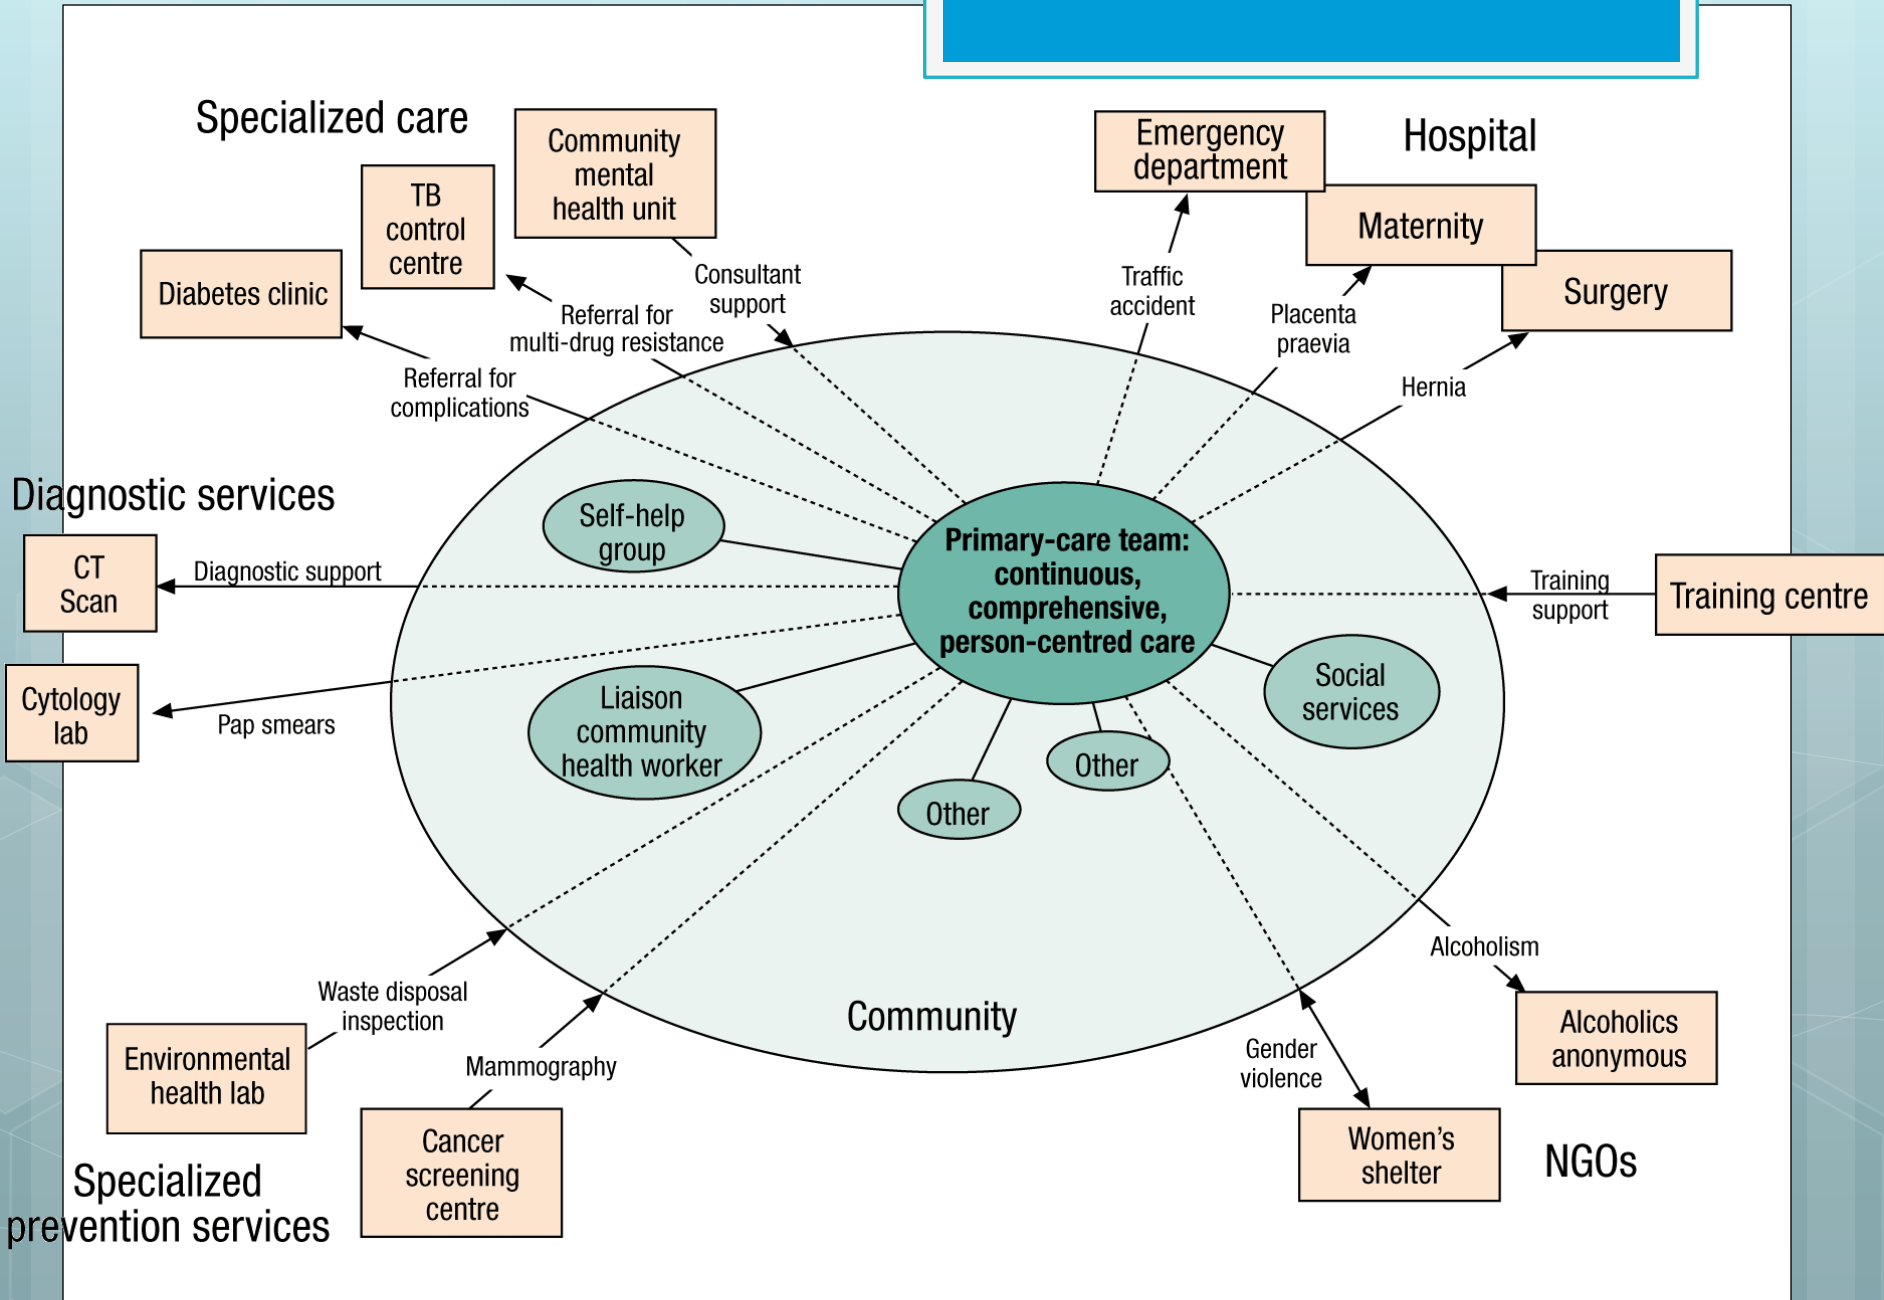 Specialized care
Community
mental
health unit
TB
control
centre
Diabetes clinic
Consultant
support
Referral for
multi-drug resistance
Referral for
complications
Emergency
department
Hospital
Maternity
Surgery
Traffic
accident
Placenta
praevia
Hernia
Diagnostic services
CT
Scan
Diagnostic support
Cytology
lab
Pap smears
Self-help
group
Primary-care team:
continuous,
comprehensive,
person-centred care
Training
support
Training centre
Liaison
community
health worker
Social
services
Other
Other
Community
Waste disposal
inspection
Environmental
health lab
Mammography
Cancer
screening
centre
Specialized
prevention services
Alcoholism
Alcoholics
anonymous
Gender
violence
Women's
shelter
NGOs